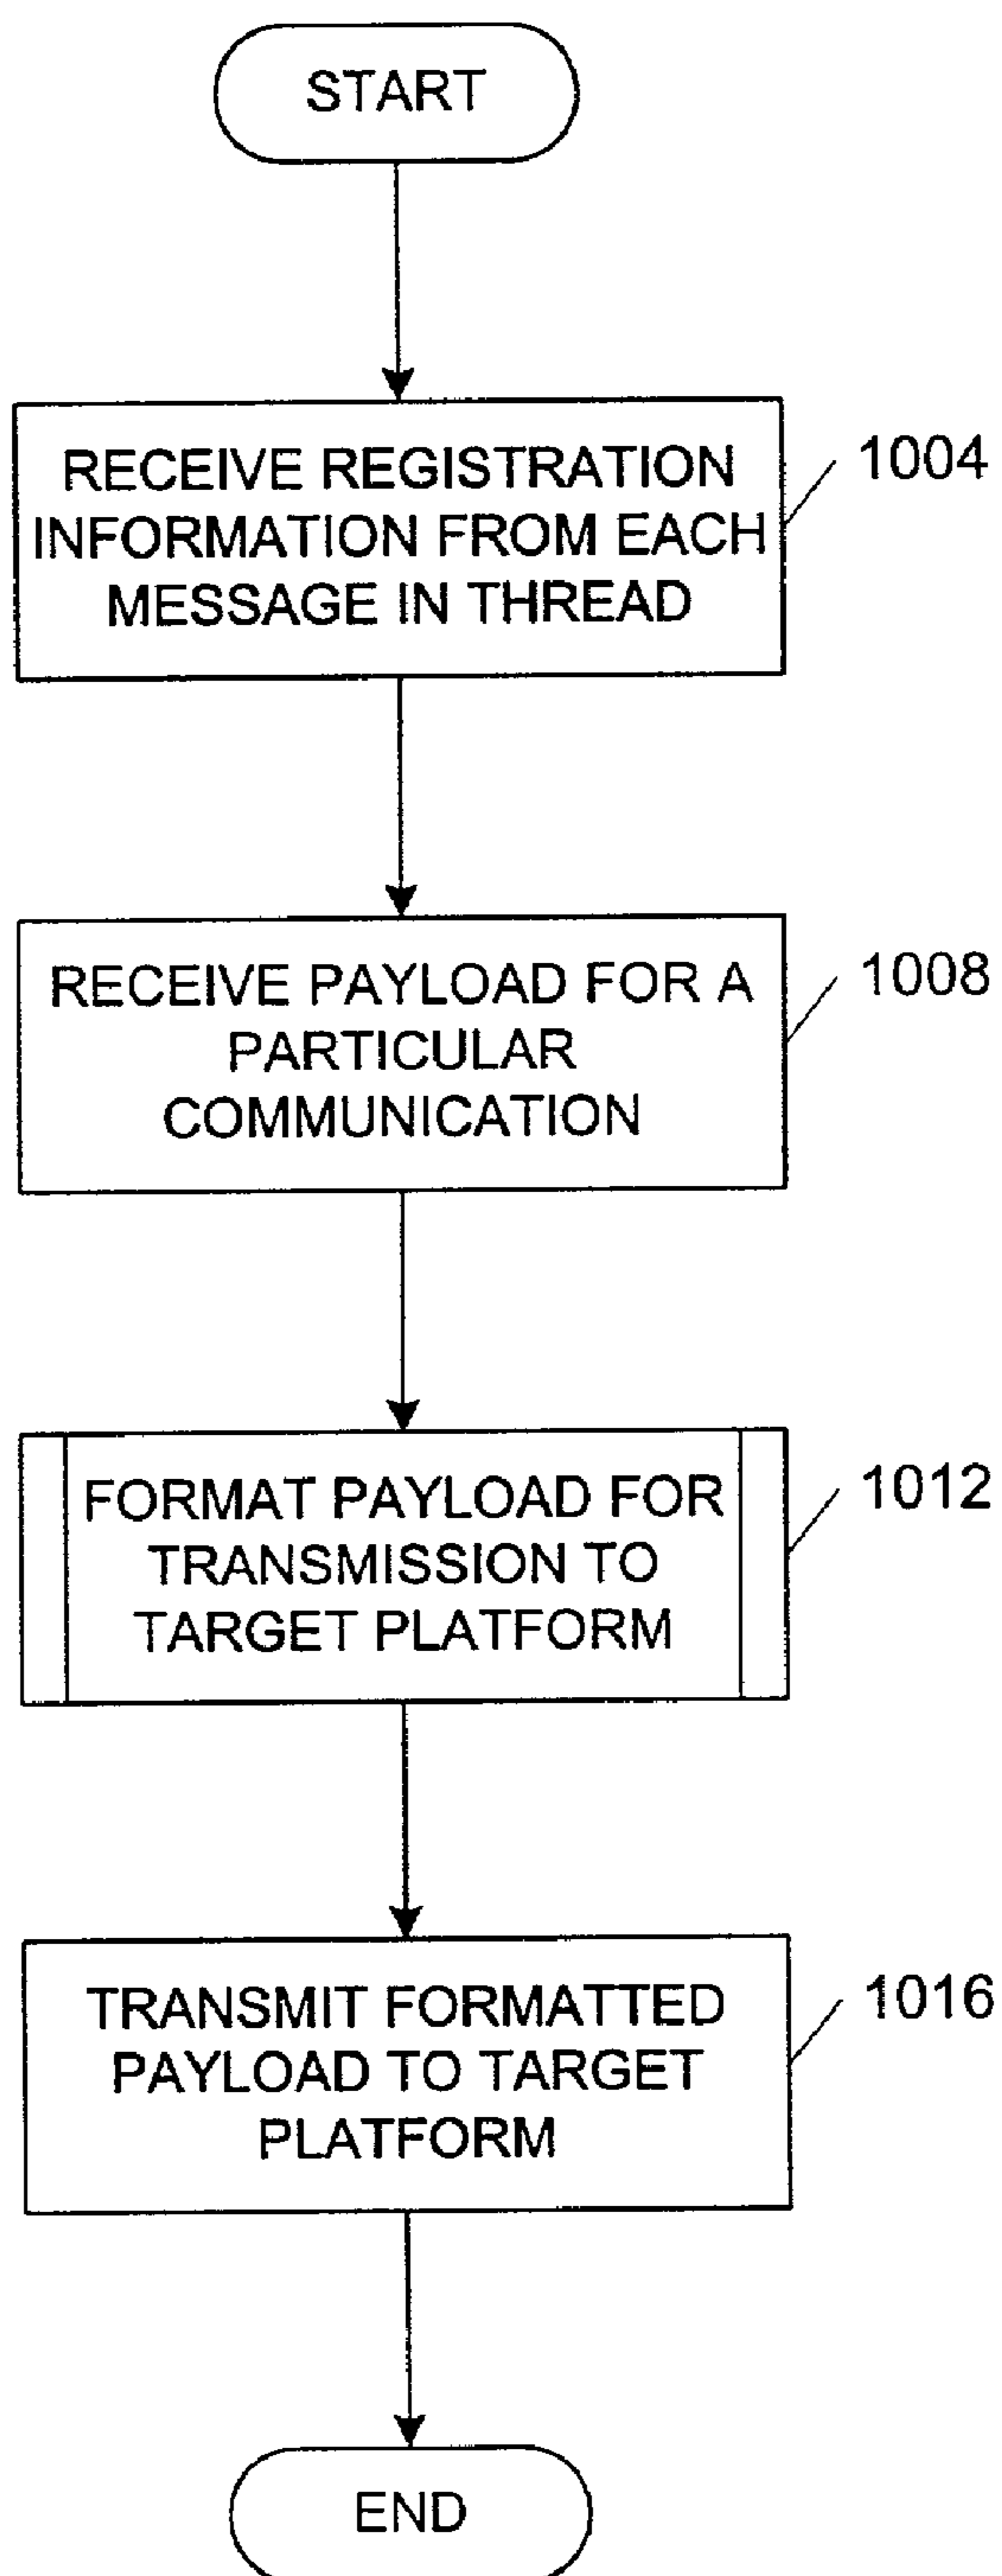 START
RECEIVE REGISTRATION
INFORMATION FROM EACH
MESSAGE IN THREAD
1004
RECEIVE PAYLOAD FOR A
PARTICULAR
COMMUNICATION
1008
FORMAT PAYLOAD FOR
TRANSMISSION TO
TARGET PLATFORM
1012
TRANSMIT FORMATTED
PAYLOAD TO TARGET
PLATFORM
1016
END